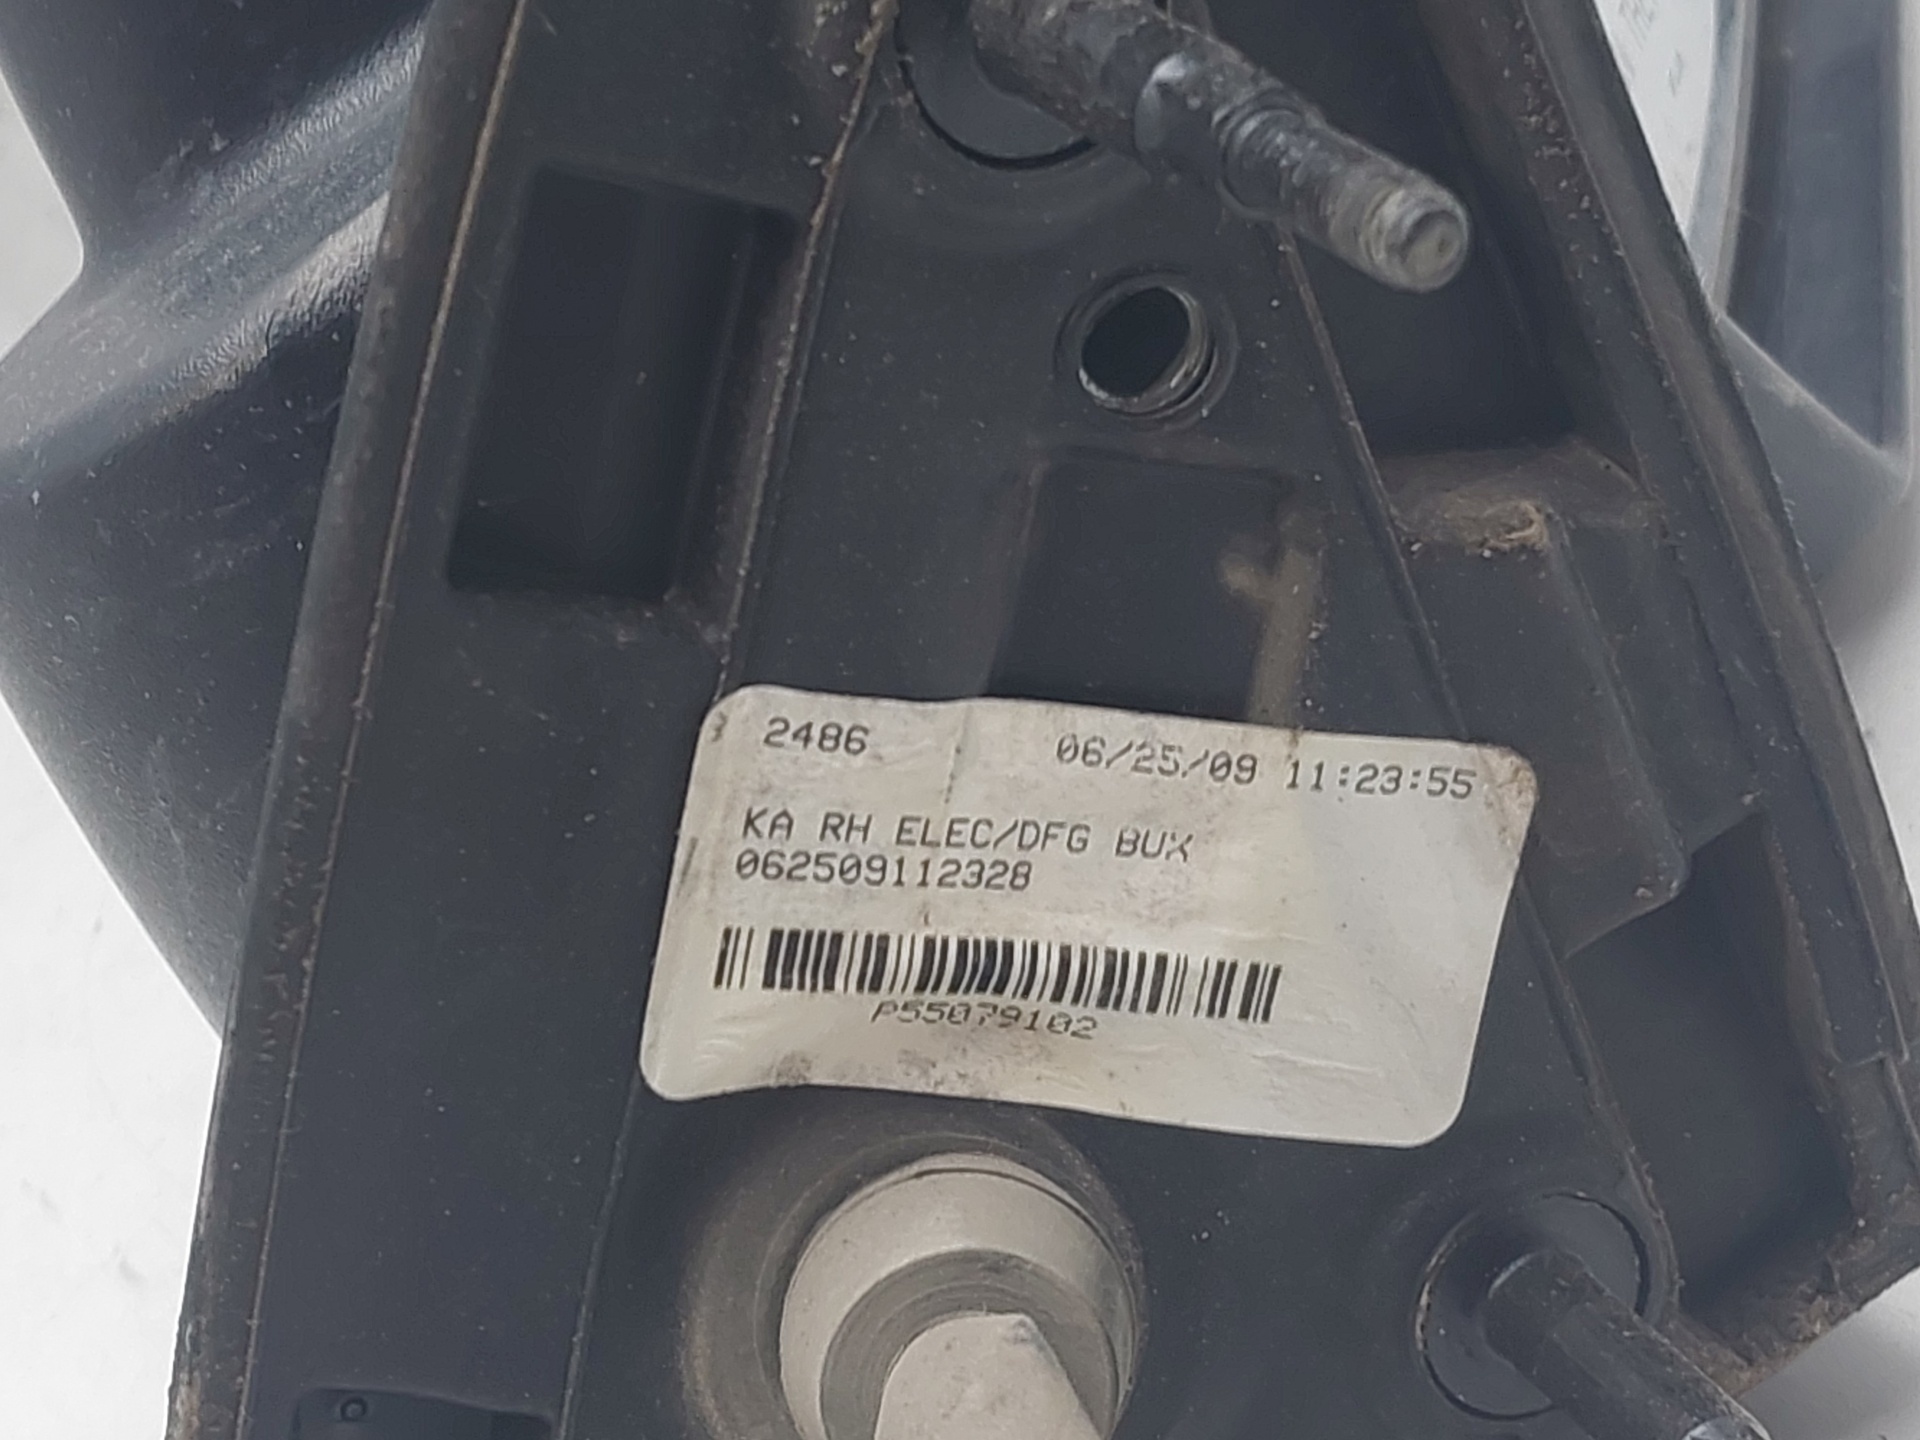 2486 06/25/09 11:23:55
KA RH ELEC/DFG BUX
062509112328
P55079102